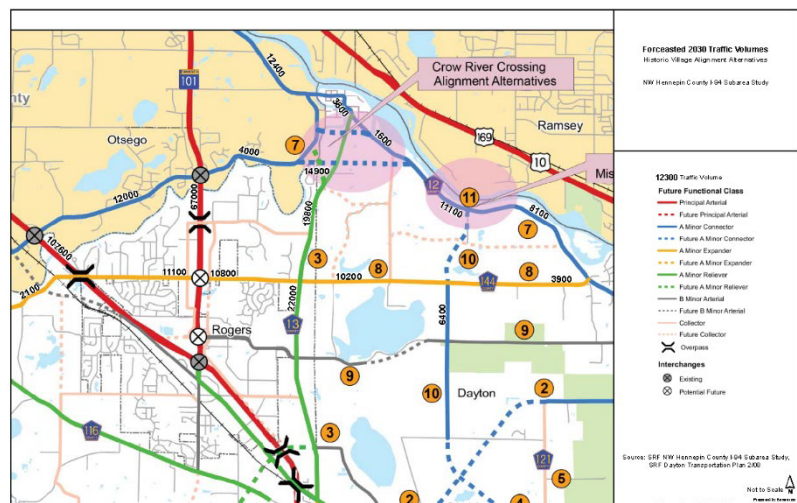 Forceasted 2030 Traffic Volumes
Historic Village Alignment Alternatives
NW Hennepin County I-94 Subarea Study
12300 Traffic Volume
Future Functional Class
Principal Arterial
Future Principal Arterial
A Minor Connector
Future A Minor Connector
A Minor Expander
Future A Minor Expander
A Minor Reliever
Future A Minor Reliever
B Minor Arterial
Future B Minor Arterial
Collector
Future Collector
Overpass
Interchanges
Existing
Potential Future
Source: SRF NW Hennepin County I-94 Subarea Study,
SRF Dayton Transportation Plan 2/08
Not to Scale
N
Crow River Crossing
Alignment Alternatives
12400
101
3600
1600
169
Ramsey
10
nty
Otsego
7
4000
14900
12
11
Mis
12000
67000
19800
11100
8100
7
107600
3
10
11100
10800
8
10200
144
8
3900
2100
22000
6400
13
Rogers
9
9
10
Dayton
2
116
3
121
5
2
4